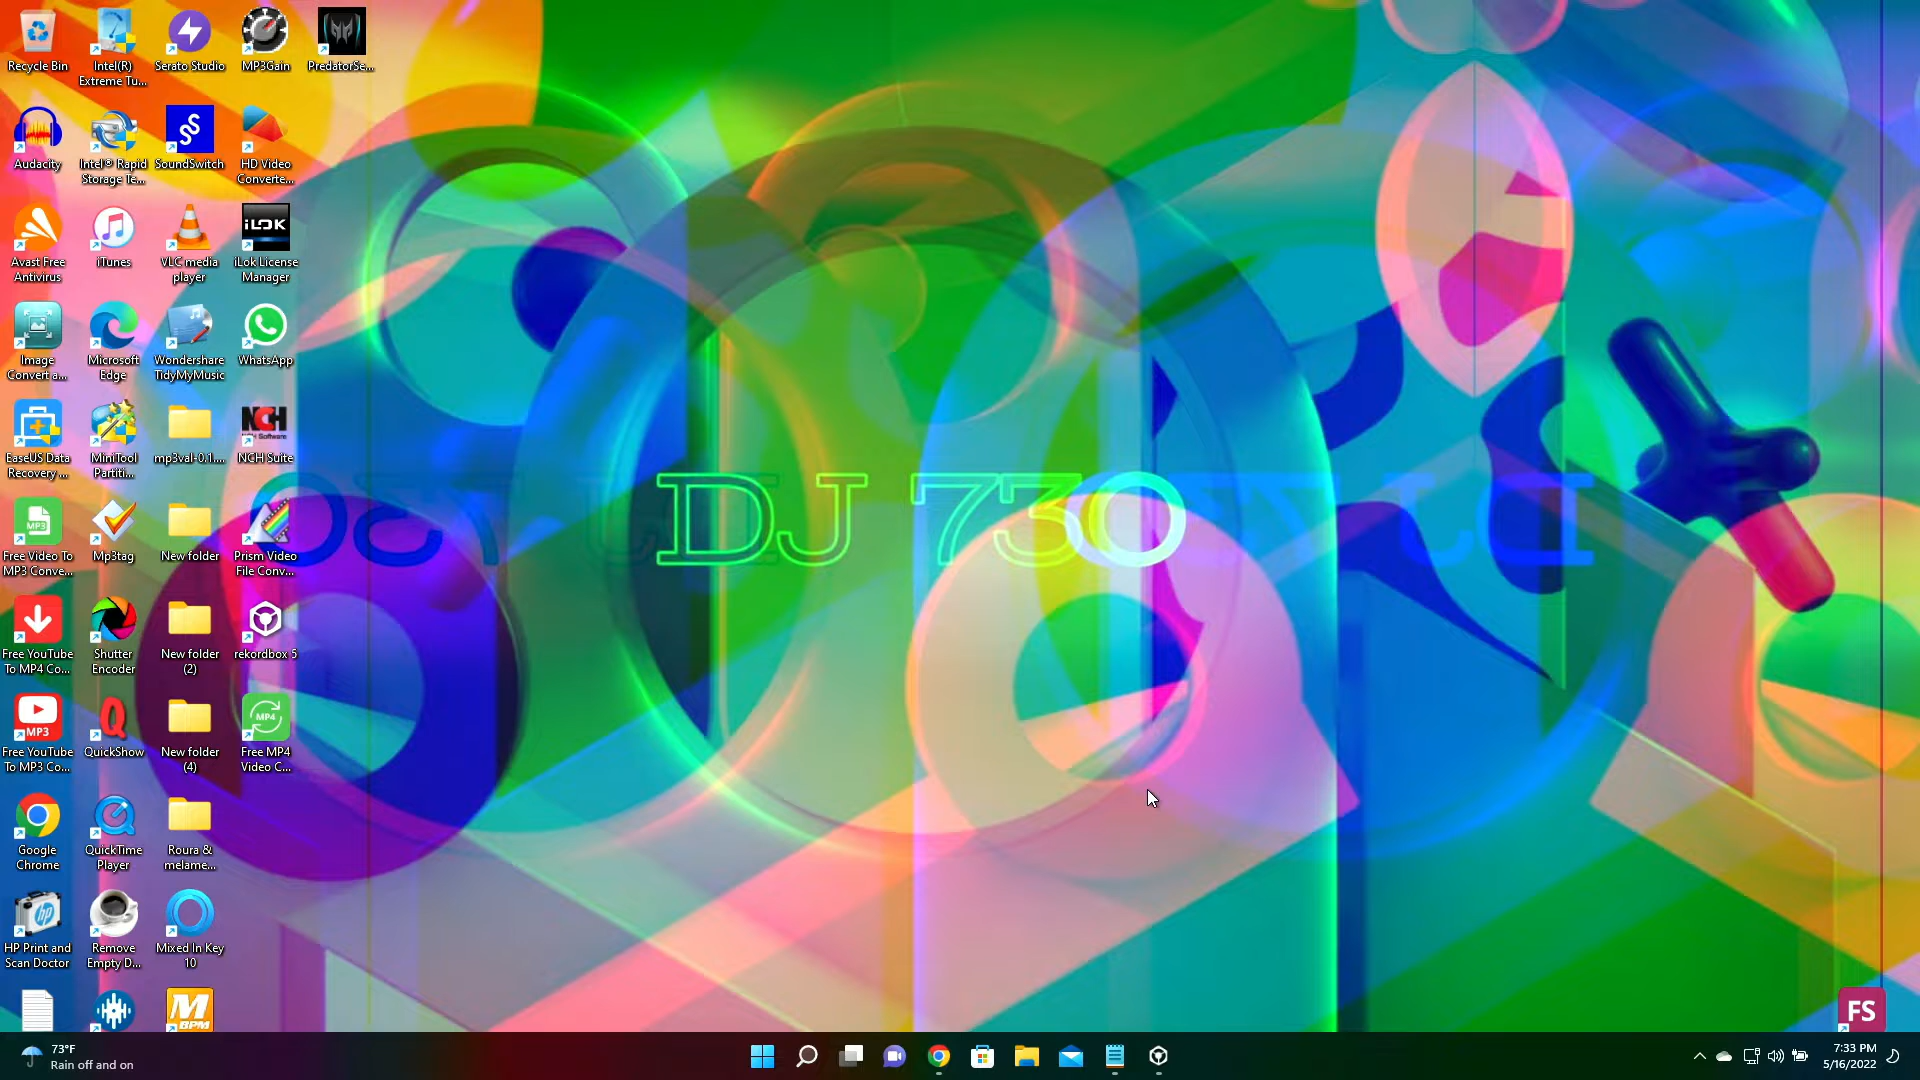 Recycle Bin
Intel(R)
Extreme Tu...
Serato Studio
MP3Gain
PredatorSe...
Audacity
Intel® Rapid
Storage Te...
SoundSwitch
HD Video
Converte...
iLOK
Avast Free
Antivirus
iTunes
VLC media
player
iLok License
Manager
Image
Convert a...
Microsoft
Edge
Wondershare
TidyMyMusic
WhatsApp
NCH
EaseUS Data
Recovery ...
MiniTool
Partiti...
mp3val-0.1....
NCH Suite
DJ 730
MP3
Free Video To
MP3 Conve...
Mp3tag
New folder
Prism Video
File Conv...
Free YouTube
To MP4 Co...
Shutter
Encoder
New folder
(2)
rekordbox 5
MP3
MP4
Free YouTube
To MP3 Co...
QuickShow
New folder
(4)
Free MP4
Video C...
Google
Chrome
QuickTime
Player
Roura &
melame...
hp
HP Print and
Scan Doctor
Remove
Empty D...
Mixed In Key
10
M
BPM
FS
73°F
Rain off and on
7:33 PM
5/16/2022